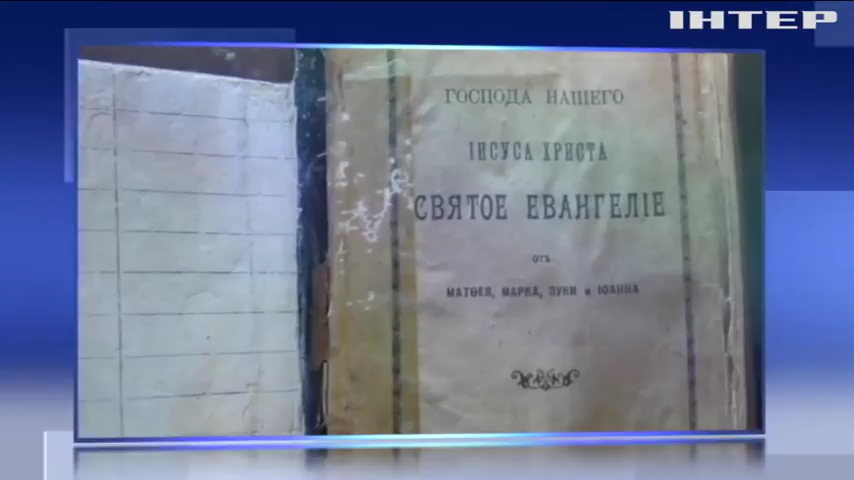 ІНТЕР
ГОСПОДА НАШЕГО
ІИСУСА ХРИСТА
СВЯТОЕ ЕВАНГЕЛІЕ
отъ
МАТѲЕЯ, МАРКА, ЛУКИ и ІОАННА